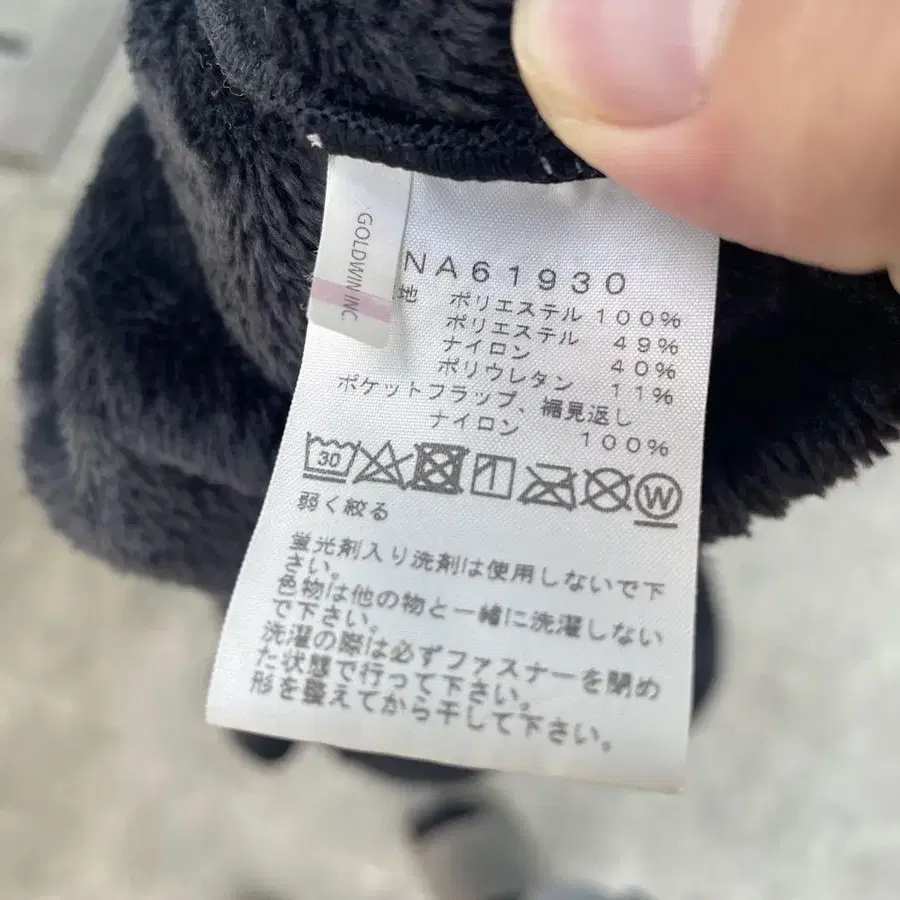 GOLDWIN INC
NA61930
地 ポリエステル 100%
ポリエステル 49%
ナイロン 40%
ポリウレタン 11%
ポケットフラップ、裾見返し
ナイロン 100%
30
W
弱く絞る
蛍光剤入り洗剤は使用しないで下
さい。
色物は他の物と一緒に洗濯しない
で下さい。
洗濯の際は必ずファスナーを閉め
た状態で行って下さい。
形を整えてから干して下さい。